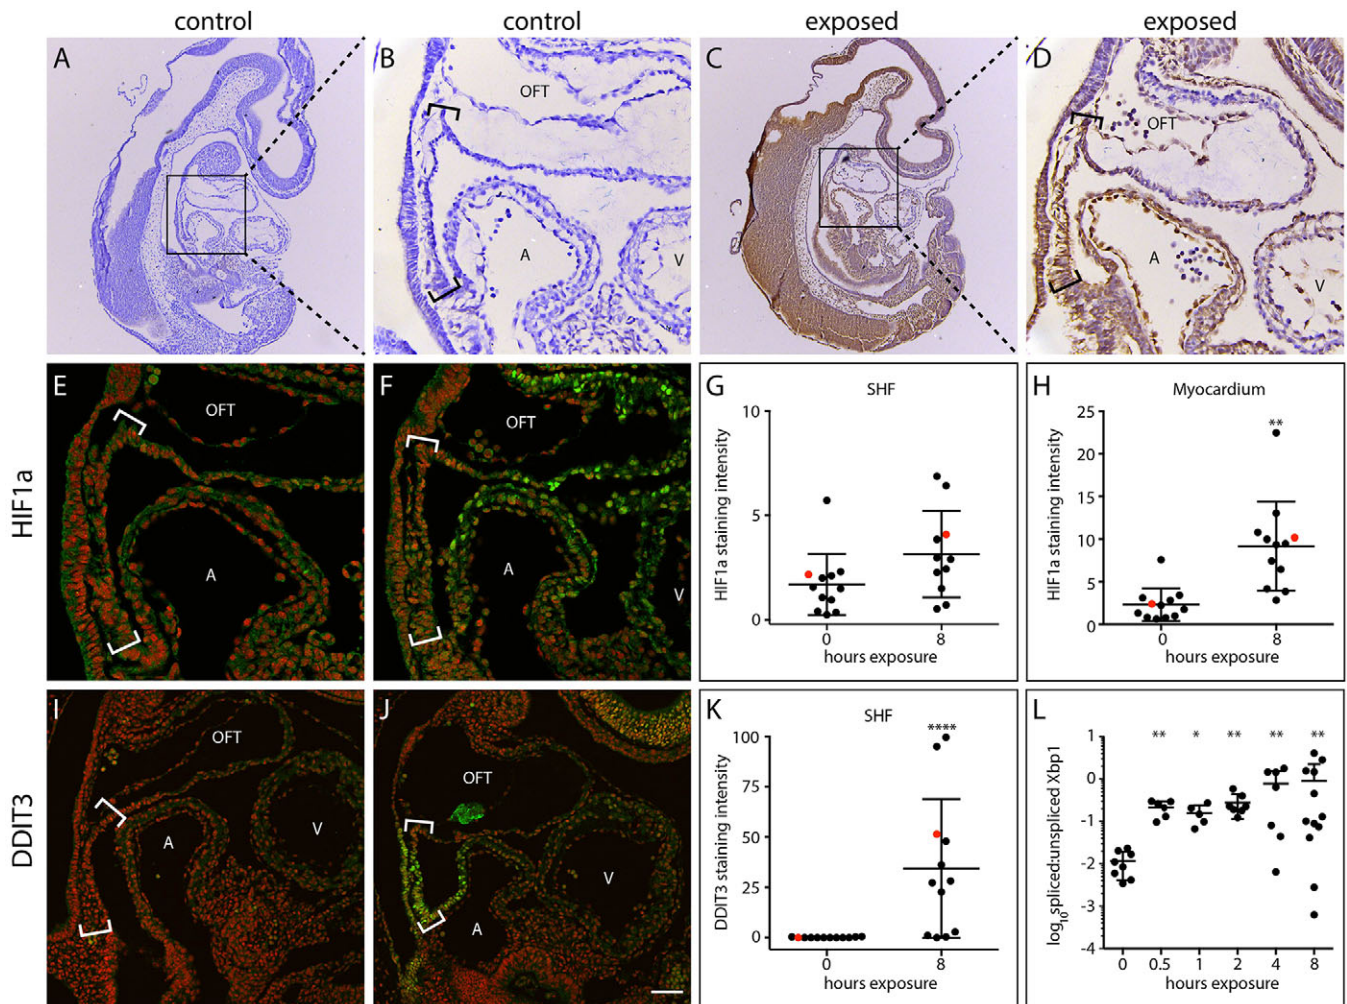 control control exposed exposed
A B C D
OFT OFT
A V A V
HIF1a
E F G H
OFT OFT
A A V
SHF
HIF1a staining intensity
10
5
0
0 8
hours exposure
Myocardium
**
HIF1a staining intensity
25
20
15
10
5
0
0 8
hours exposure
DDIT3
I J K L
OFT OFT
A V A V
SHF
****
DDIT3 staining intensity
100
75
50
25
0
0 8
hours exposure
** * ** ** **
log10spliced:unspliced Xbp1
1
0
-1
-2
-3
-4
0 0.5 1 2 4 8
hours exposure